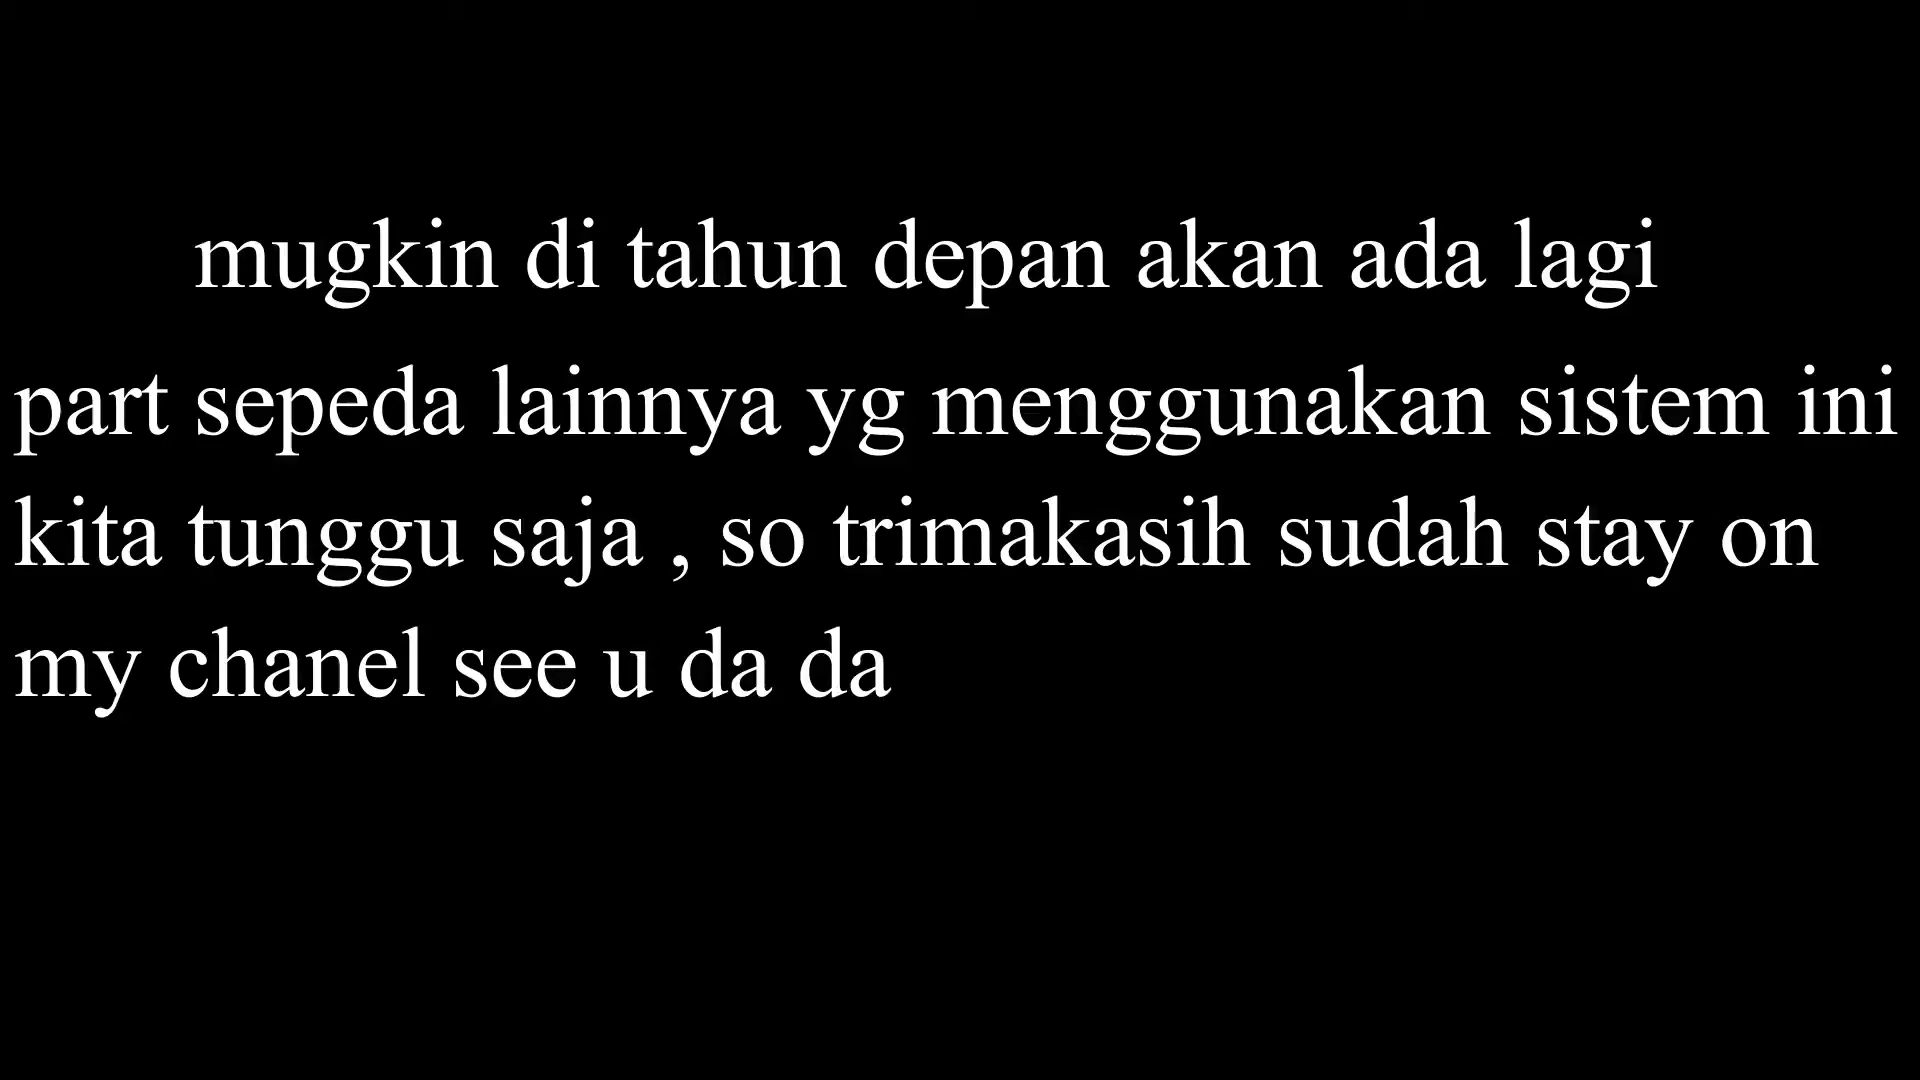 mugkin di tahun depan akan ada lagi
part sepeda lainnya yg menggunakan sistem ini
kita tunggu saja , so trimakasih sudah stay on
my chanel see u da da